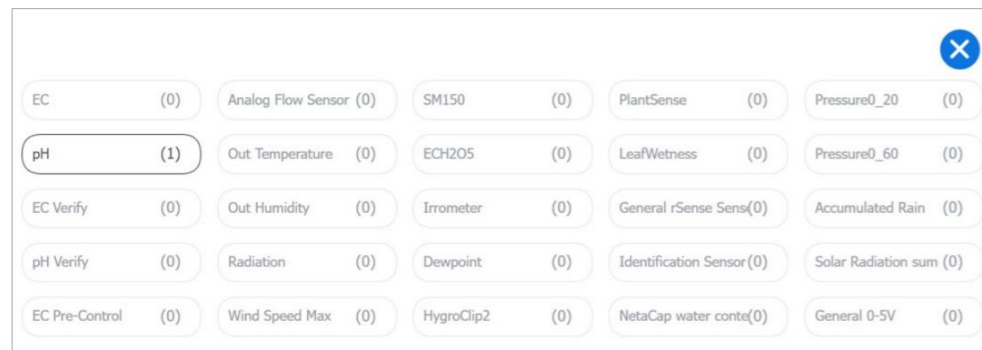 EC (0) Analog Flow Sensor (0) SM150 (0) PlantSense (0) Pressure0_20 (0)
pH (1) Out Temperature (0) ECH2O5 (0) LeafWetness (0) Pressure0_60 (0)
EC Verify (0) Out Humidity (0) Irrometer (0) General rSense Sens (0) Accumulated Rain (0)
pH Verify (0) Radiation (0) Dewpoint (0) Identification Sensor (0) Solar Radiation sum (0)
EC Pre-Control (0) Wind Speed Max (0) HygroClip2 (0) NetaCap water conte (0) General 0-5V (0)